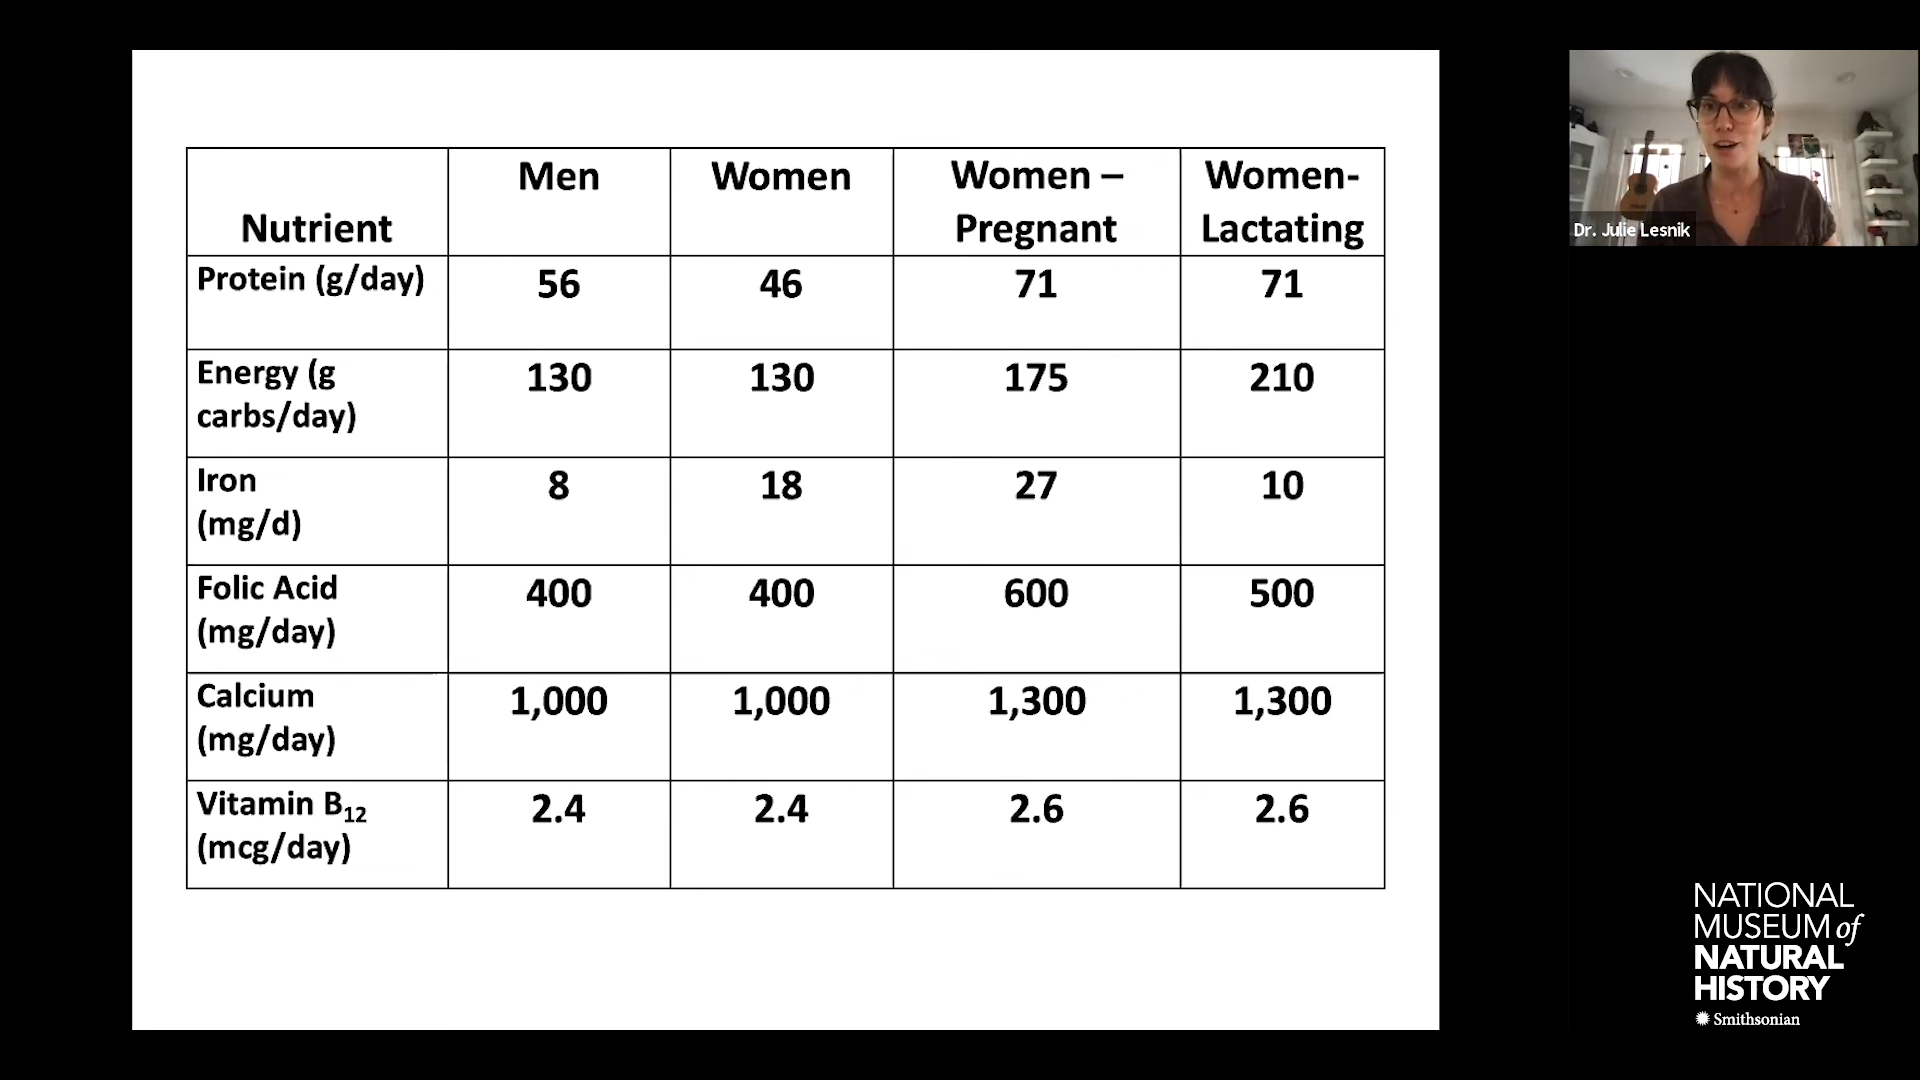 Men Women Women – Women-
Nutrient Pregnant Lactating
Protein (g/day) 56 46 71 71
Energy (g 130 130 175 210
carbs/day)
Iron 8 18 27 10
(mg/d)
Folic Acid 400 400 600 500
(mg/day)
Calcium 1,000 1,000 1,300 1,300
(mg/day)
Vitamin B12 2.4 2.4 2.6 2.6
(mcg/day)
Dr. Julie Lesnik
NATIONAL
MUSEUM of
NATURAL
HISTORY
Smithsonian